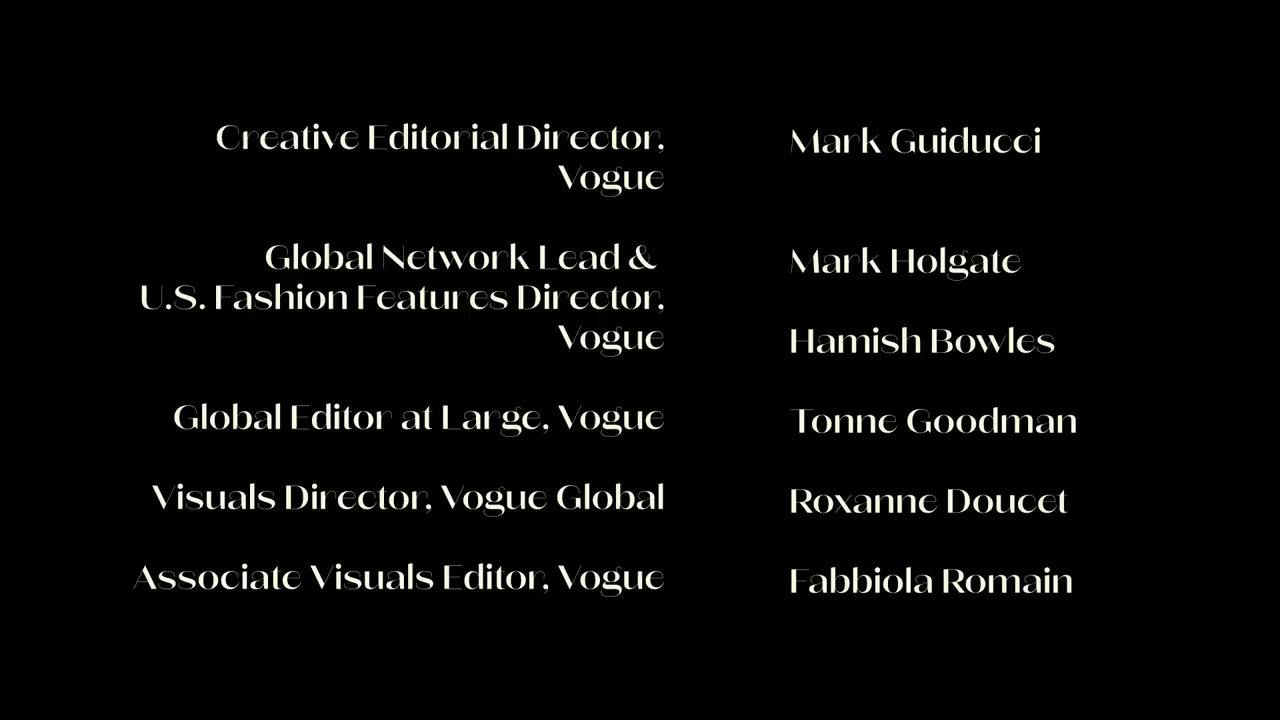 Creative Editorial Director,
Vogue
Mark Guiducci
Global Network Lead &
U.S. Fashion Features Director,
Vogue
Mark Holgate
Hamish Bowles
Global Editor at Large, Vogue
Tonne Goodman
Visuals Director, Vogue Global
Roxanne Doucet
Associate Visuals Editor, Vogue
Fabbiola Romain